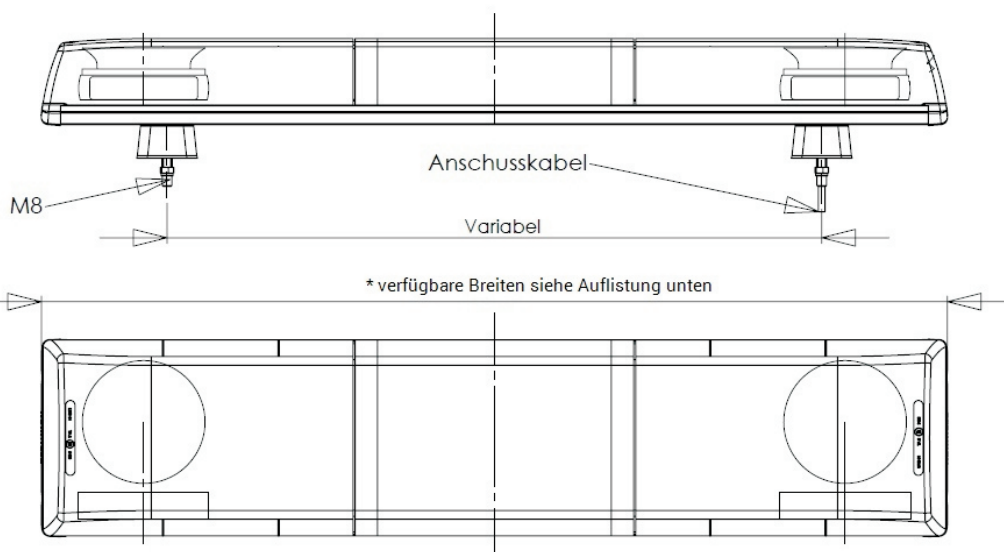 Anschusskabel
M8
Variabel
* verfügbare Breiten siehe Auflistung unten